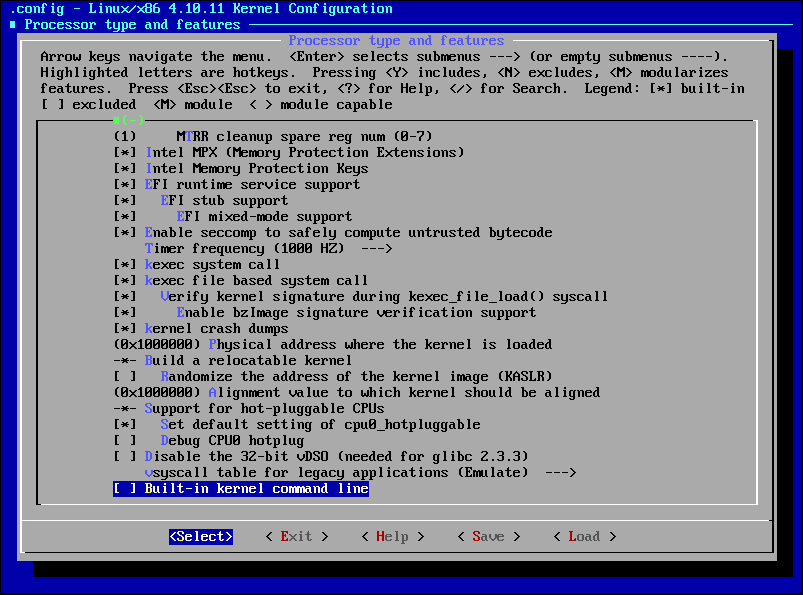 .config - Linux/x86 4.10.11 Kernel Configuration
Processor type and features
Processor type and features
Arrow keys navigate the menu.  <Enter> selects submenus ---> (or empty submenus ----).
Highlighted letters are hotkeys.  Pressing <Y> includes, <N> excludes, <M> modularizes
features.  Press <Esc><Esc> to exit, <?> for Help, </> for Search.  Legend: [*] built-in
[ ] excluded  <M> module  < > module capable
(-)
(1)     MTRR cleanup spare reg num (0-7)
[*] Intel MPX (Memory Protection Extensions)
[*] Intel Memory Protection Keys
[*] EFI runtime service support
[*]   EFI stub support
[*]     EFI mixed-mode support
[*] Enable seccomp to safely compute untrusted bytecode
Timer frequency (1000 HZ)  --->
[*] kexec system call
[*] kexec file based system call
[*]   Verify kernel signature during kexec_file_load() syscall
[*]     Enable bzImage signature verification support
[*] kernel crash dumps
(0x1000000) Physical address where the kernel is loaded
-*- Build a relocatable kernel
[ ]   Randomize the address of the kernel image (KASLR)
(0x1000000) Alignment value to which kernel should be aligned
-*- Support for hot-pluggable CPUs
[*]   Set default setting of cpu0_hotpluggable
[ ]   Debug CPU0 hotplug
[ ] Disable the 32-bit vDSO (needed for glibc 2.3.3)
vsyscall table for legacy applications (Emulate)  --->
[ ] Built-in kernel command line
<Select>    < Exit >    < Help >    < Save >    < Load >